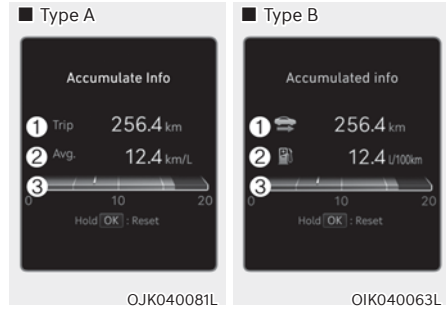 ■ Type A
Accumulate Info
① Trip 256.4 km
② Avg. 12.4 km/L
③
0 10 20
Hold OK : Reset
OJK040081L
■ Type B
Accumulated info
① 256.4 km
② 12.4 L/100km
③
0 10 20
Hold OK : Reset
OIK040063L